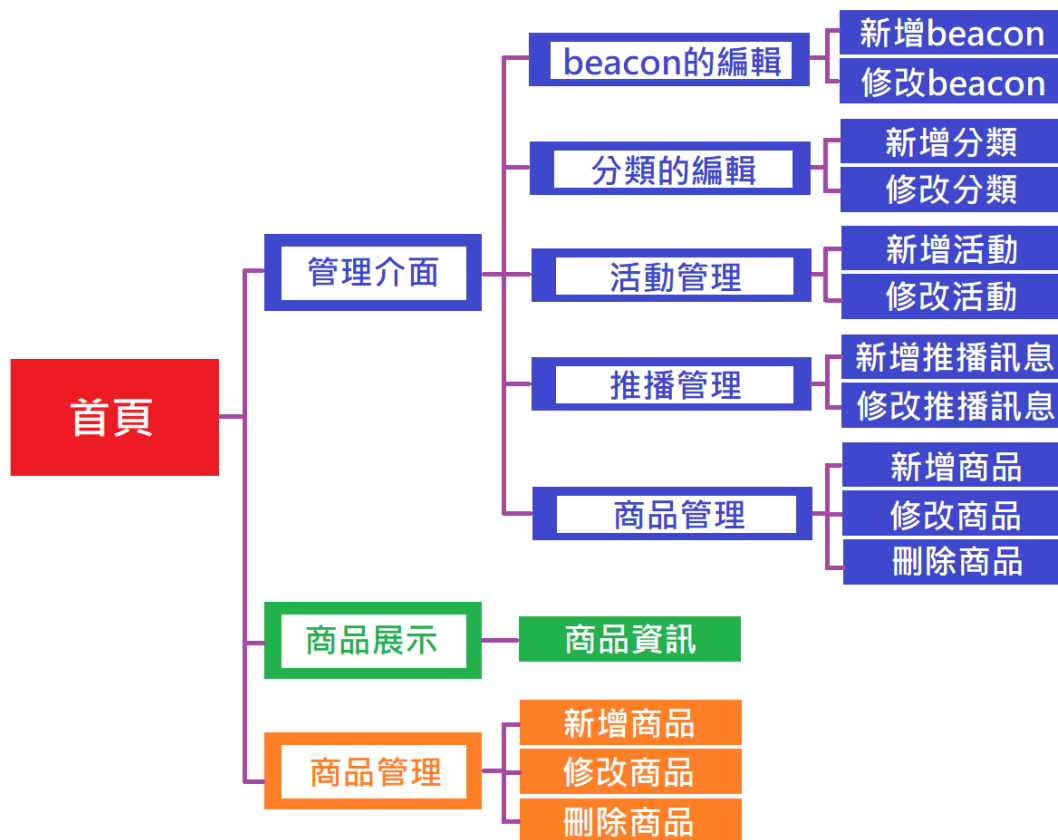 首頁
管理介面
beacon的編輯
新增beacon
修改beacon
分類的編輯
新增分類
修改分類
活動管理
新增活動
修改活動
推播管理
新增推播訊息
修改推播訊息
商品管理
新增商品
修改商品
刪除商品
商品展示
商品資訊
商品管理
新增商品
修改商品
刪除商品